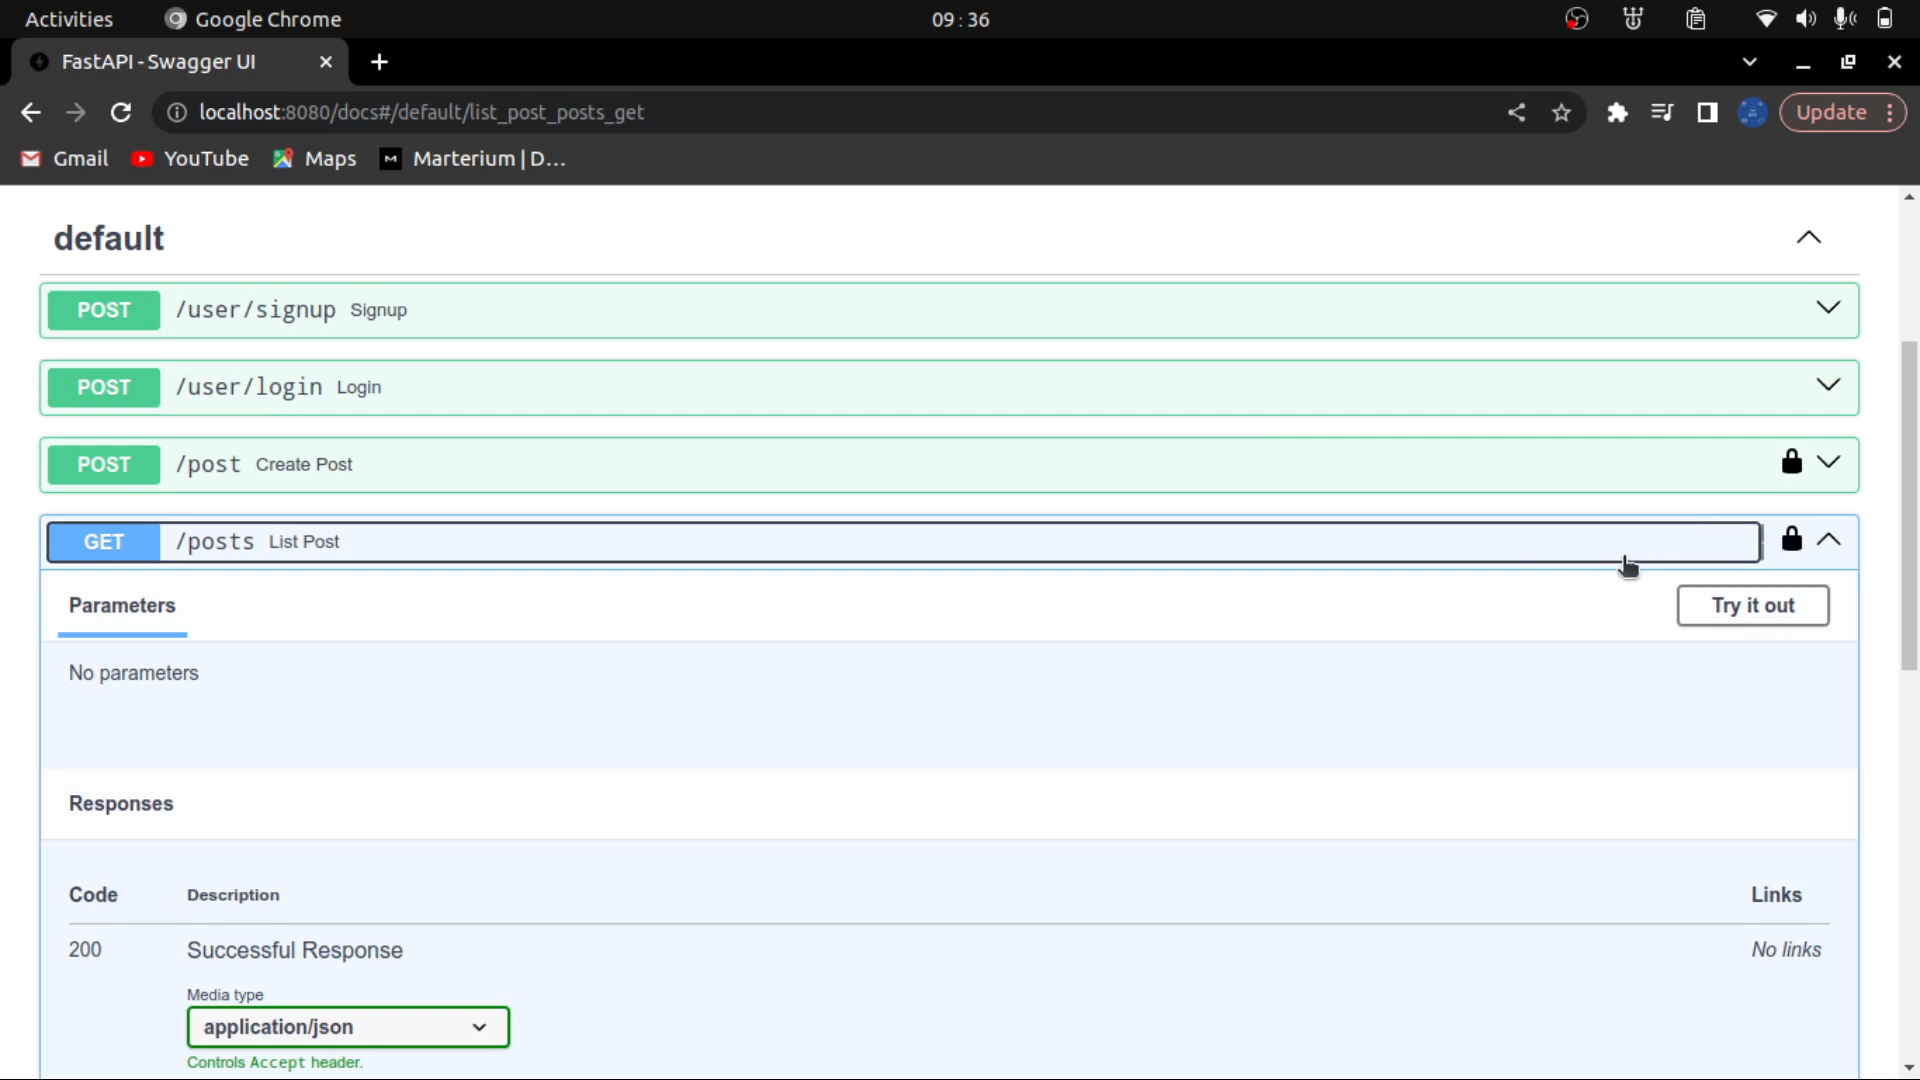 Activities Google Chrome 09:36
FastAPI - Swagger UI
localhost:8080/docs#/default/list_post_posts_get Update
Gmail YouTube Maps Marterium | D...
default
POST /user/signup Signup
POST /user/login Login
POST /post Create Post
GET /posts List Post
Parameters Try it out
No parameters
Responses
Code Description Links
200 Successful Response No links
Media type
application/json
Controls Accept header.